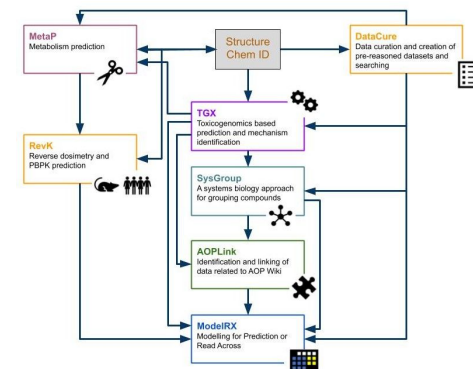 MetaP
Metabolism prediction
Structure
Chem ID
DataCure
Data curation and creation of
pre-reasoned datasets and
searching
TGX
Toxicogenomics based
prediction and mechanism
identification
RevK
Reverse dosimetry and
PBPK prediction
SysGroup
A systems biology approach
for grouping compounds
AOPLink
Identification and linking of
data related to AOP Wiki
ModelRX
Modelling for Prediction or
Read Across